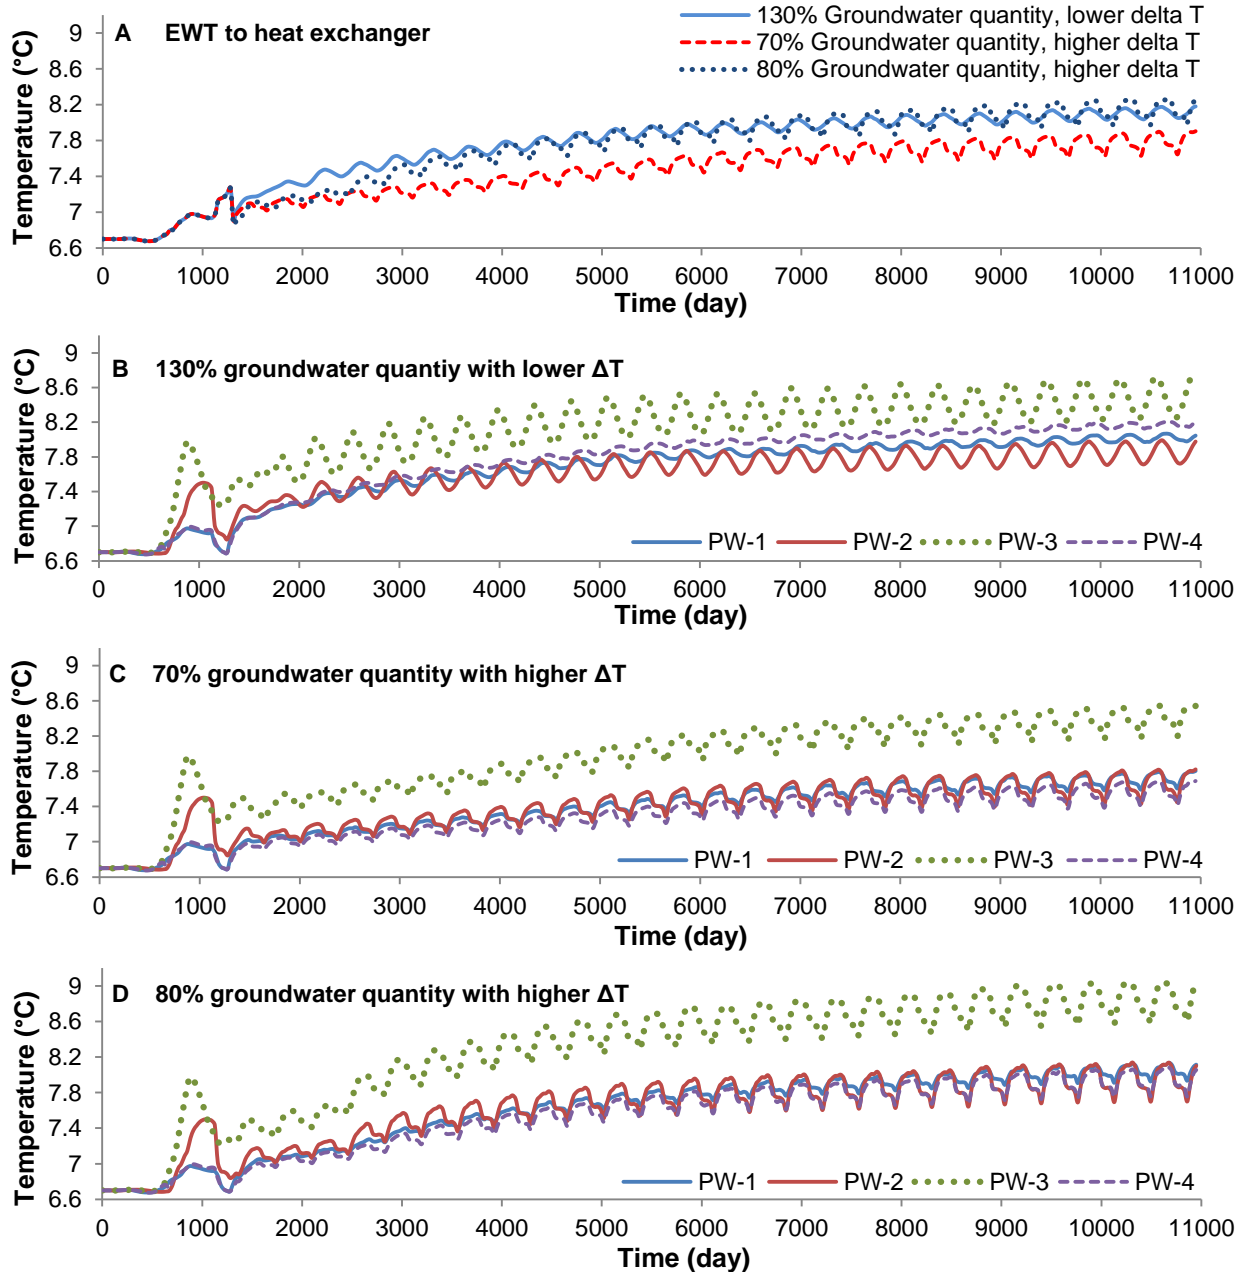 A EWT to heat exchanger
130% Groundwater quantity, lower delta T
70% Groundwater quantity, higher delta T
80% Groundwater quantity, higher delta T
Temperature (°C)
9
8.6
8.2
7.8
7.4
7
6.6
0 1000 2000 3000 4000 5000 6000 7000 8000 9000 10000 11000
Time (day)
B 130% groundwater quantiy with lower ΔT
Temperature (°C)
9
8.6
8.2
7.8
7.4
7
6.6
PW-1 PW-2 PW-3 PW-4
0 1000 2000 3000 4000 5000 6000 7000 8000 9000 10000 11000
Time (day)
C 70% groundwater quantity with higher ΔT
Temperature (°C)
9
8.6
8.2
7.8
7.4
7
6.6
PW-1 PW-2 PW-3 PW-4
0 1000 2000 3000 4000 5000 6000 7000 8000 9000 10000 11000
Time (day)
D 80% groundwater quantity with higher ΔT
Temperature (°C)
9
8.6
8.2
7.8
7.4
7
6.6
PW-1 PW-2 PW-3 PW-4
0 1000 2000 3000 4000 5000 6000 7000 8000 9000 10000 11000
Time (day)